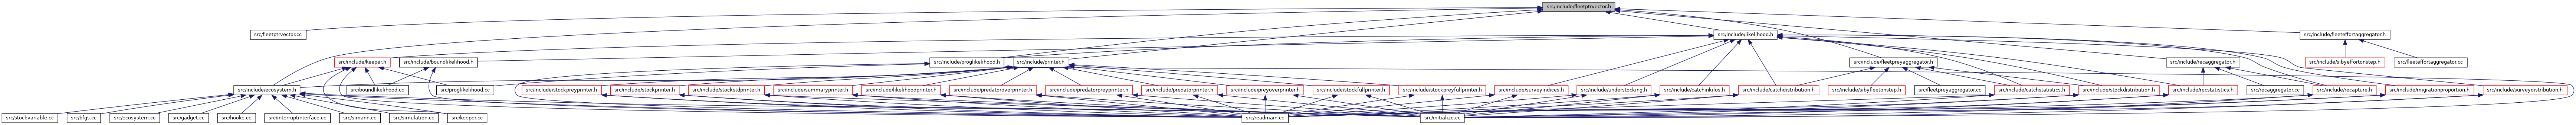 src/include/fleetptrvector.h
src/fleetptrvector.cc
src/include/likelihood.h
src/include/fleeteffortaggregator.h
src/include/keeper.h
src/include/boundlikelihood.h
src/include/proglikelihood.h
src/include/printer.h
src/include/fleetpreyaggregator.h
src/include/recaggregator.h
src/include/sibyeffortonstep.h
src/fleeteffortaggregator.cc
src/include/ecosystem.h
src/boundlikelihood.cc
src/proglikelihood.cc
src/include/stockpreyprinter.h
src/include/stockprinter.h
src/include/stockstdprinter.h
src/include/summaryprinter.h
src/include/likelihoodprinter.h
src/include/predatoroverprinter.h
src/include/predatorpreyprinter.h
src/include/predatorprinter.h
src/include/preyoverprinter.h
src/include/stockfullprinter.h
src/include/stockpreyfullprinter.h
src/include/surveyindices.h
src/include/understocking.h
src/include/catchinkilos.h
src/include/catchdistribution.h
src/include/sibyfleetonstep.h
src/fleetpreyaggregator.cc
src/include/catchstatistics.h
src/include/stockdistribution.h
src/include/recstatistics.h
src/recaggregator.cc
src/include/recapture.h
src/include/migrationproportion.h
src/include/surveydistribution.h
src/stockvariable.cc
src/bfgs.cc
src/ecosystem.cc
src/gadget.cc
src/hooke.cc
src/interruptinterface.cc
src/simann.cc
src/simulation.cc
src/keeper.cc
src/readmain.cc
src/initialize.cc